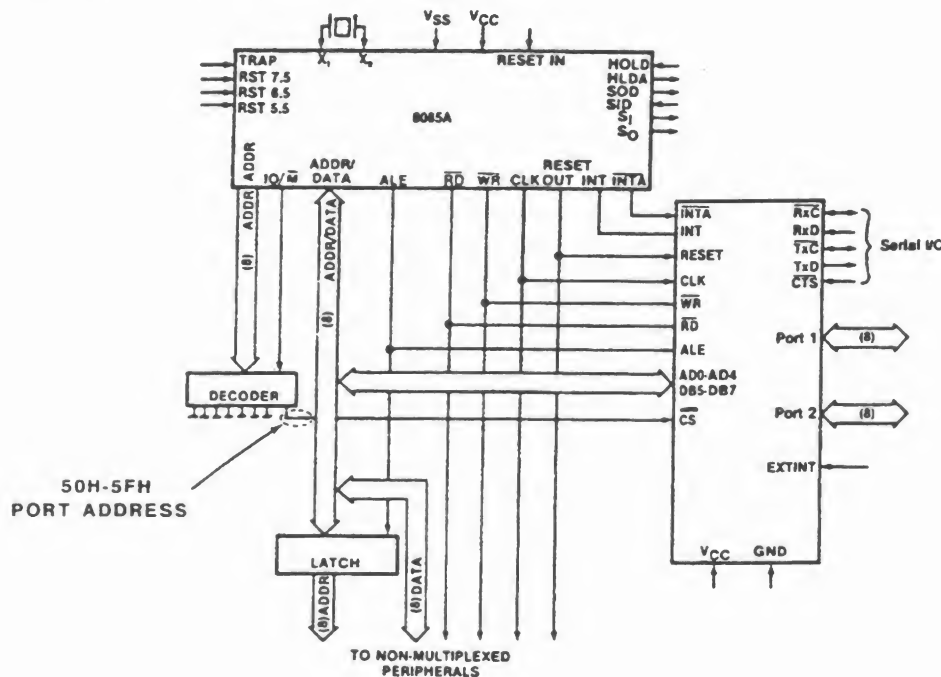 VSS VCC
TRAP
RST 7.5
RST 6.5
RST 5.5
X1 X2
RESET IN
HOLD
HLDA
SOD
SID
S1
S0
8085A
ADDR
IO/M
ADDR/
DATA
ALE
RD
WR
CLK
RESET
OUT
INT
INTA
(8) ADDR
(8) ADDR/DATA
DECODER
50H-5FH
PORT ADDRESS
LATCH
(8)ADDR
(8)DATA
TO NON-MULTIPLEXED
PERIPHERALS
INTA
INT
RESET
CLK
WR
RD
ALE
AD0-AD4
DB5-DB7
CS
RxC
RxD
TxC
TxD
CTS
Serial I/O
Port 1
(8)
Port 2
(8)
EXTINT
VCC GND